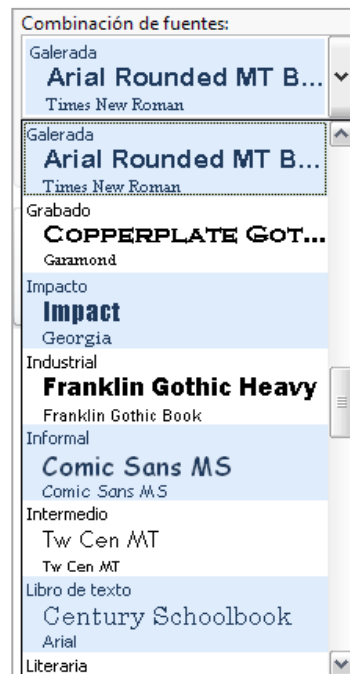 Combinación de fuentes:
Galerada
Arial Rounded MT B...
Times New Roman
Galerada
Arial Rounded MT B...
Times New Roman
Grabado
COPPERPLATE GOT...
Garamond
Impacto
Impact
Georgia
Industrial
Franklin Gothic Heavy
Franklin Gothic Book
Informal
Comic Sans MS
Comic Sans MS
Intermedio
Tw Cen MT
Tw Cen MT
Libro de texto
Century Schoolbook
Arial
Literaria